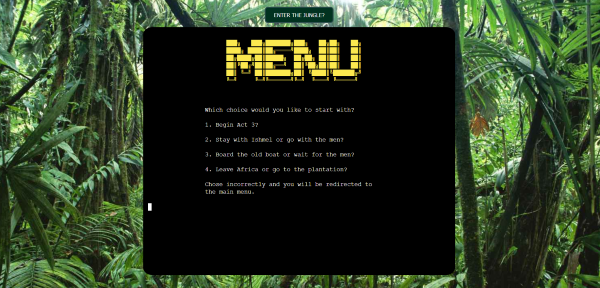 ENTER THE JUNGLE?
MENU
Which choice would you like to start with?
1. Begin Act 3?
2. Stay with Ishmel or go with the men?
3. Board the old boat or wait for the men?
4. Leave Africa or go to the plantation?
Chose incorrectly and you will be redirected to
the main menu.